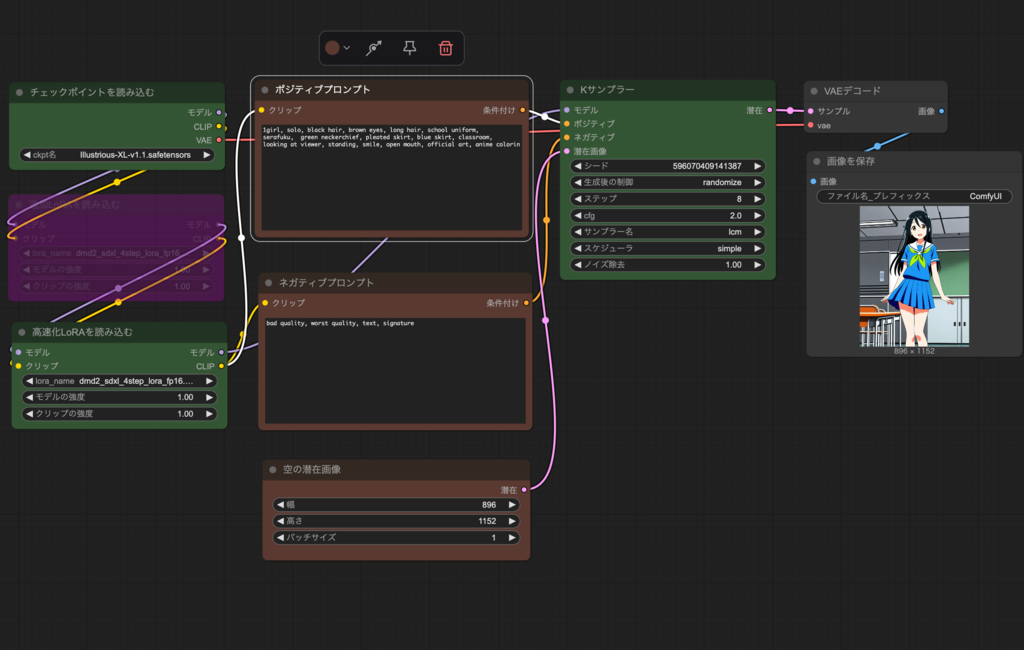 チェックポイントを読み込む
モデル
CLIP
VAE
ckpt名 Illustrious-XL-v1.1.safetensors
を読み込む
モデル
クリップ
lora_name dmd2_sdxl_4step_lora_fp16....
モデルの強度 1.00
クリップの強度 1.00
高速化LoRAを読み込む
モデル モデル
クリップ CLIP
lora_name dmd2_sdxl_4step_lora_fp16....
モデルの強度 1.00
クリップの強度 1.00
ポジティブプロンプト
クリップ 条件付け
1girl, solo, black hair, brown eyes, long hair, school uniform,
serafuku, green neckerchief, pleated skirt, blue skirt, classroom,
looking at viewer, standing, smile, open mouth, official art, anime colorin
ネガティブプロンプト
クリップ 条件付け
bad quality, worst quality, text, signature
空の潜在画像
潜在
幅 896
高さ 1152
バッチサイズ 1
Kサンプラー
モデル 潜在
ポジティブ
ネガティブ
潜在画像
シード 596070409141387
生成後の制御 randomize
ステップ 8
cfg 2.0
サンプラー名 lcm
スケジューラ simple
ノイズ除去 1.00
VAEデコード
サンプル 画像
vae
画像を保存
画像
ファイル名_プレフィックス ComfyUI
896 × 1152